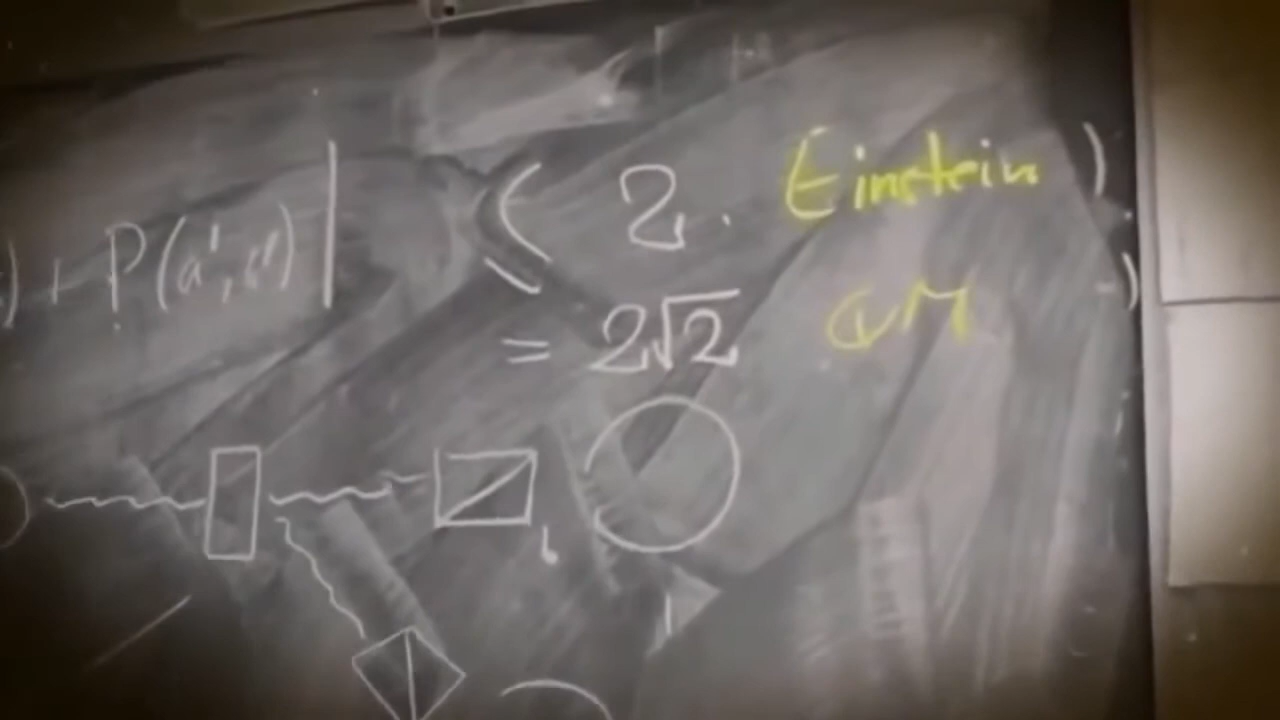 ) + P(a', c') | ≤ 2. Einstein )
= 2√2 QM )